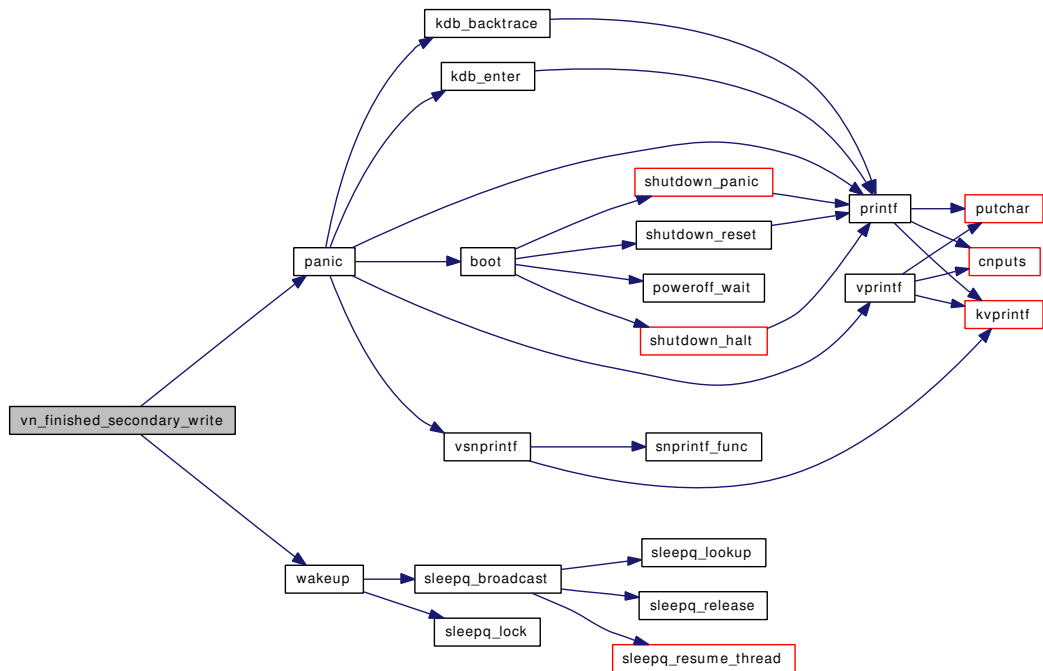 kdb_backtrace
kdb_enter
shutdown_panic
printf
putchar
shutdown_reset
panic
boot
cnputs
poweroff_wait
vprintf
kvprintf
shutdown_halt
vn_finished_secondary_write
vsnprintf
snprintf_func
sleepq_lookup
wakeup
sleepq_broadcast
sleepq_release
sleepq_lock
sleepq_resume_thread